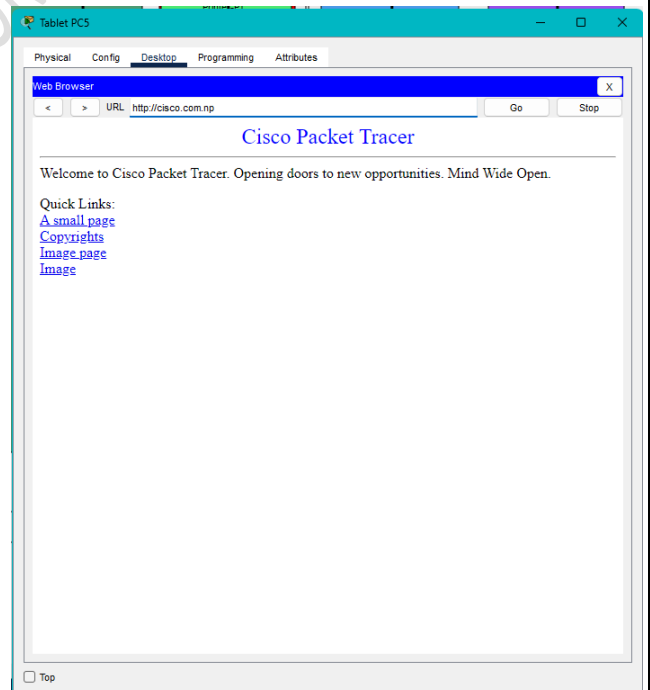 Tablet PC5
Physical Config Desktop Programming Attributes
Web Browser X
< > URL http://cisco.com.np Go Stop
Cisco Packet Tracer
Welcome to Cisco Packet Tracer. Opening doors to new opportunities. Mind Wide Open.
Quick Links:
A small page
Copyrights
Image page
Image
Top